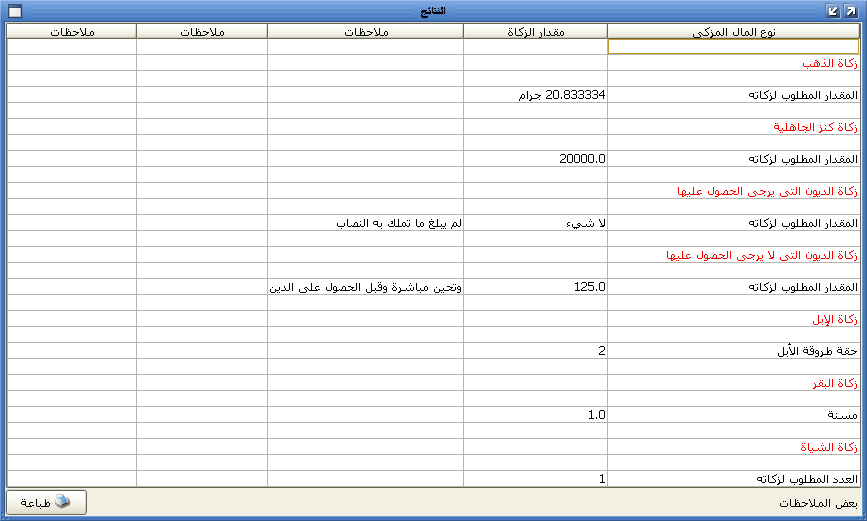 النتائج
نوع المال المزكى مقدار الزكاة ملاحظات ملاحظات ملاحظات
زكاة الذهب
المقدار المطلوب لزكاته 20.833334 جرام
زكاة كنز الجاهلية
المقدار المطلوب لزكاته 20000.0
زكاة الديون التى يرجى الحصول عليها
المقدار المطلوب لزكاته لا شيء لم يبلغ ما تملك به النصاب
زكاة الديون التى لا يرجى الحصول عليها
المقدار المطلوب لزكاته 125.0 وتحين مباشرة وقبل الحصول على الدين
زكاة الإبل
حقة طروقة الأبل 2
زكاة البقر
مسنة 1.0
زكاة الشياة
العدد المطلوب لزكاته 1
بعض الملاحظات
طباعة